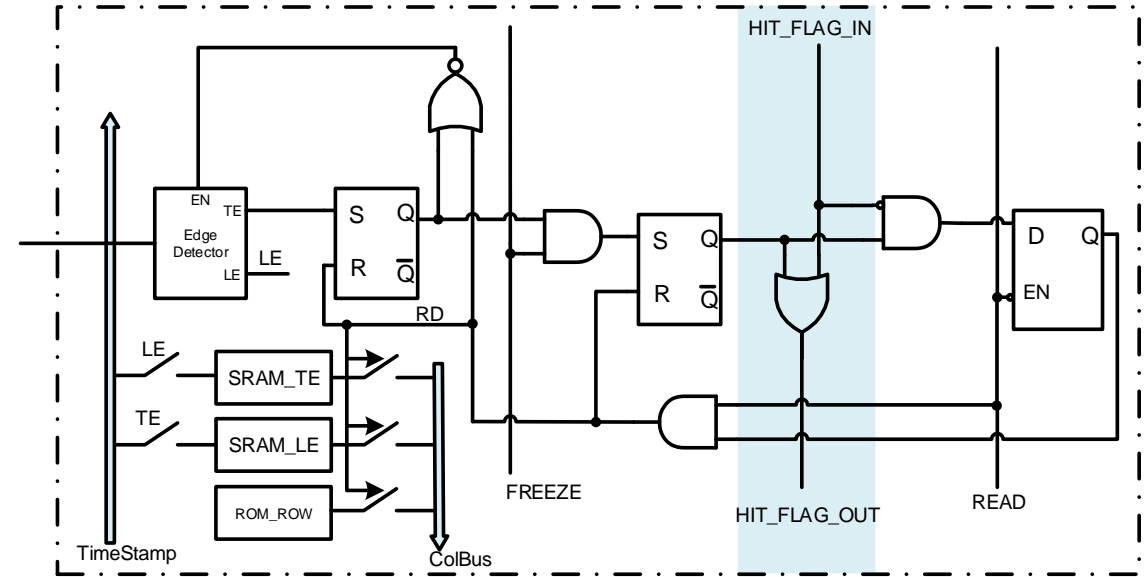 HIT_FLAG_IN
EN
TE
Edge
Detector
LE
LE
S
Q
R
Q
S
Q
R
Q
D
Q
EN
RD
LE
SRAM_TE
TE
SRAM_LE
ROM_ROW
FREEZE
READ
HIT_FLAG_OUT
TimeStamp
ColBus